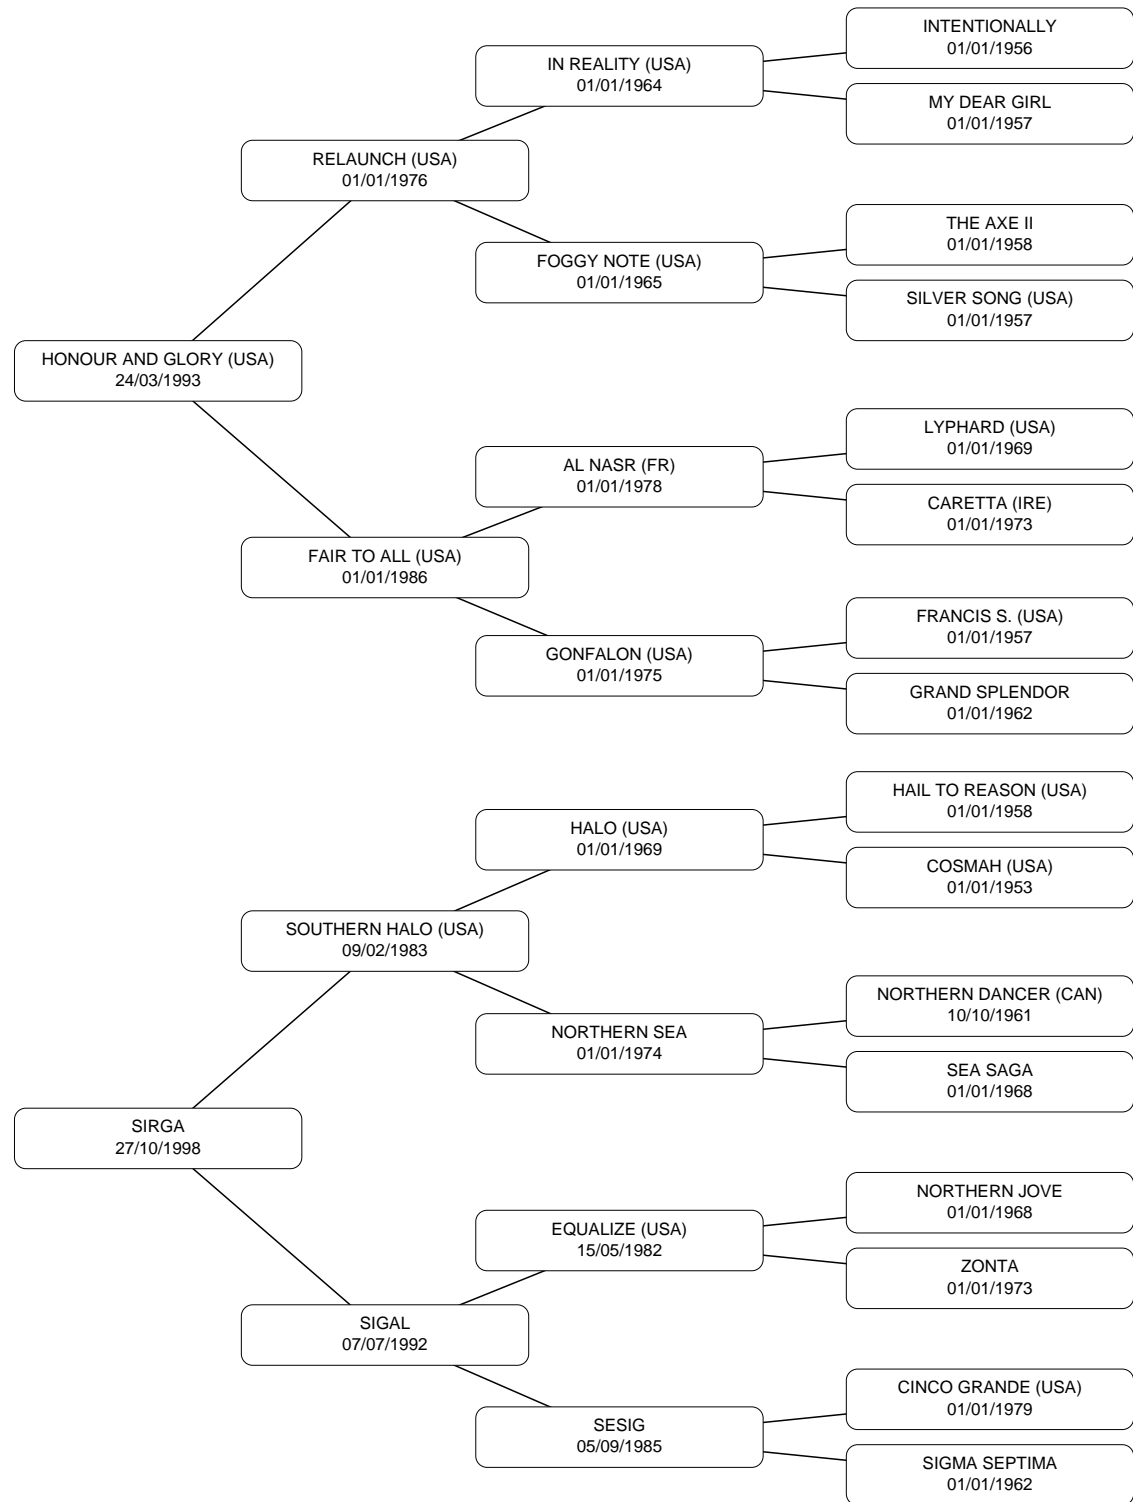 INTENTIONALLY
01/01/1956
IN REALITY (USA)
01/01/1964
MY DEAR GIRL
01/01/1957
RELAUNCH (USA)
01/01/1976
THE AXE II
01/01/1958
FOGGY NOTE (USA)
01/01/1965
SILVER SONG (USA)
01/01/1957
HONOUR AND GLORY (USA)
24/03/1993
LYPHARD (USA)
01/01/1969
AL NASR (FR)
01/01/1978
CARETTA (IRE)
01/01/1973
FAIR TO ALL (USA)
01/01/1986
FRANCIS S. (USA)
01/01/1957
GONFALON (USA)
01/01/1975
GRAND SPLENDOR
01/01/1962
HAIL TO REASON (USA)
01/01/1958
HALO (USA)
01/01/1969
COSMAH (USA)
01/01/1953
SOUTHERN HALO (USA)
09/02/1983
NORTHERN DANCER (CAN)
10/10/1961
NORTHERN SEA
01/01/1974
SEA SAGA
01/01/1968
SIRGA
27/10/1998
NORTHERN JOVE
01/01/1968
EQUALIZE (USA)
15/05/1982
ZONTA
01/01/1973
SIGAL
07/07/1992
CINCO GRANDE (USA)
01/01/1979
SESIG
05/09/1985
SIGMA SEPTIMA
01/01/1962